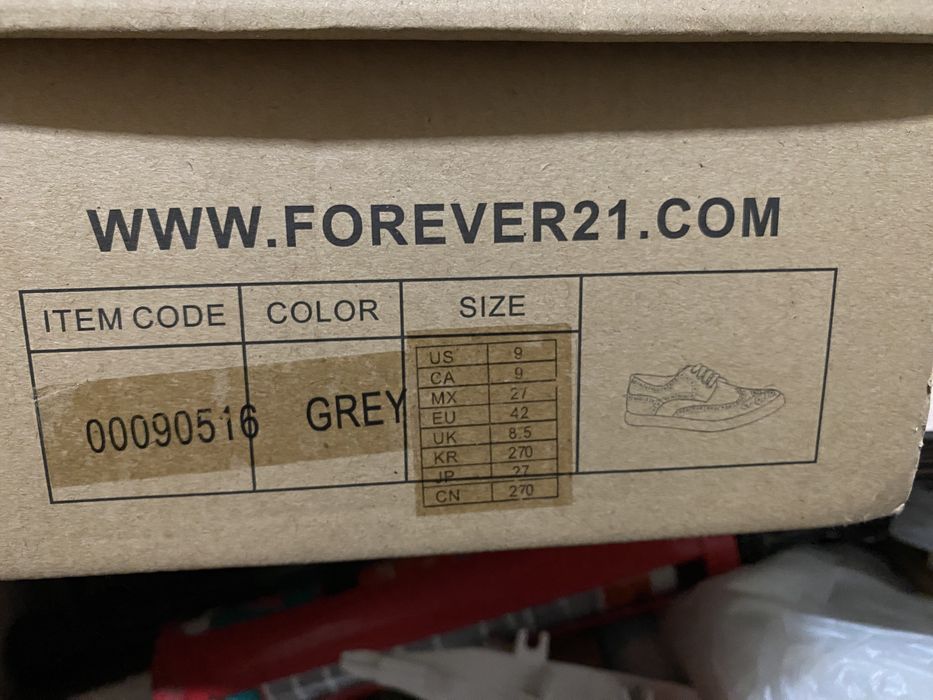 WWW.FOREVER21.COM
ITEM CODE COLOR SIZE
00090516 GREY
US 9
CA 9
MX 27
EU 42
UK 8.5
KR 270
JP 27
CN 270